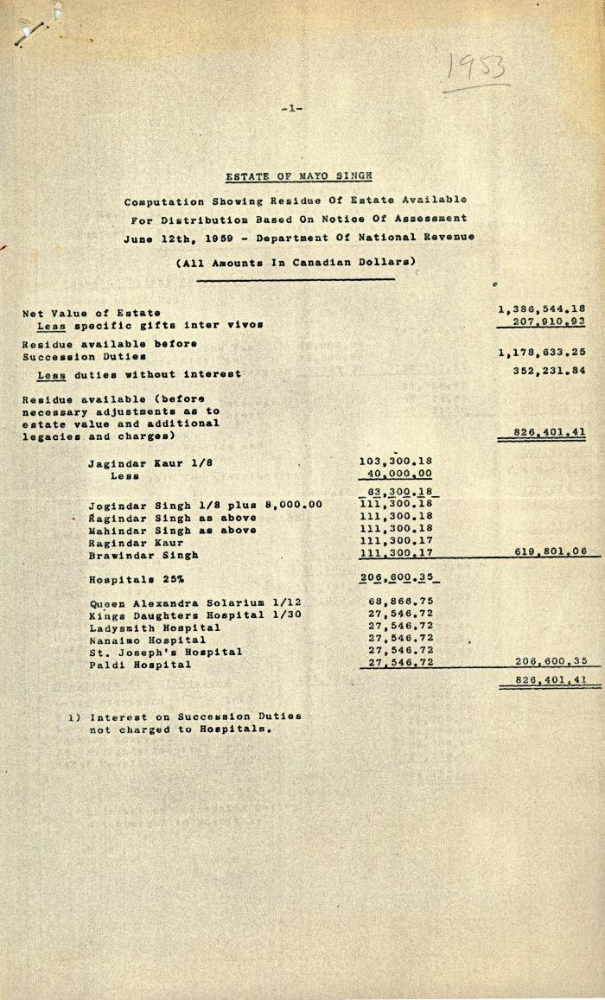 1953
-1-
ESTATE OF MAYO SINGH
Computation Showing Residue Of Estate Available
For Distribution Based On Notice Of Assessment
June 12th, 1959 - Department Of National Revenue
(All Amounts In Canadian Dollars)
Net Value of Estate 1,386,544.18
Less specific gifts inter vivos 207,910.93
Residue available before
Succession Duties 1,178,633.25
Less duties without interest 352,231.84
Residue available (before
necessary adjustments as to
estate value and additional
legacies and charges) 826,401.41
Jagindar Kaur 1/8 103,300.18
Less 40,000.00
63,300.18
Jogindar Singh 1/8 plus 8,000.00 111,300.18
Ragindar Singh as above 111,300.18
Mahindar Singh as above 111,300.18
Ragindar Kaur 111,300.17
Brawindar Singh 111,300.17 619,801.06
Hospitals 25% 206,600.35
Queen Alexandra Solarium 1/12 68,866.75
Kings Daughters Hospital 1/30 27,546.72
Ladysmith Hospital 27,546.72
Nanaimo Hospital 27,546.72
St. Joseph's Hospital 27,546.72
Paldi Hospital 27,546.72 206,600.35
826,401.41
1) Interest on Succession Duties
not charged to Hospitals.